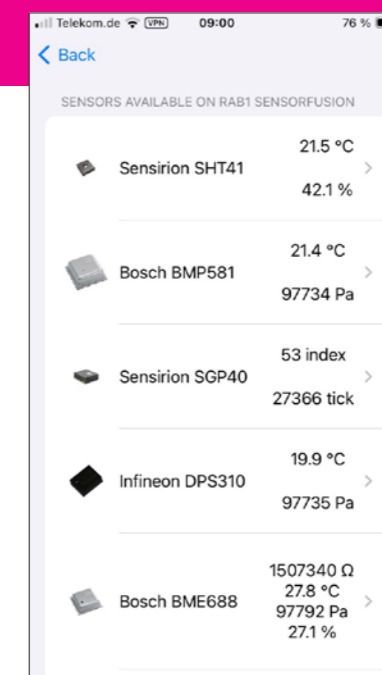 Telekom.de VPN 09:00 76 %
Back
SENSORS AVAILABLE ON RAB1 SENSORFUSION
Sensirion SHT41
21.5 °C
42.1 %
Bosch BMP581
21.4 °C
97734 Pa
Sensirion SGP40
53 index
27366 tick
Infineon DPS310
19.9 °C
97735 Pa
Bosch BME688
1507340 Ω
27.8 °C
97792 Pa
27.1 %